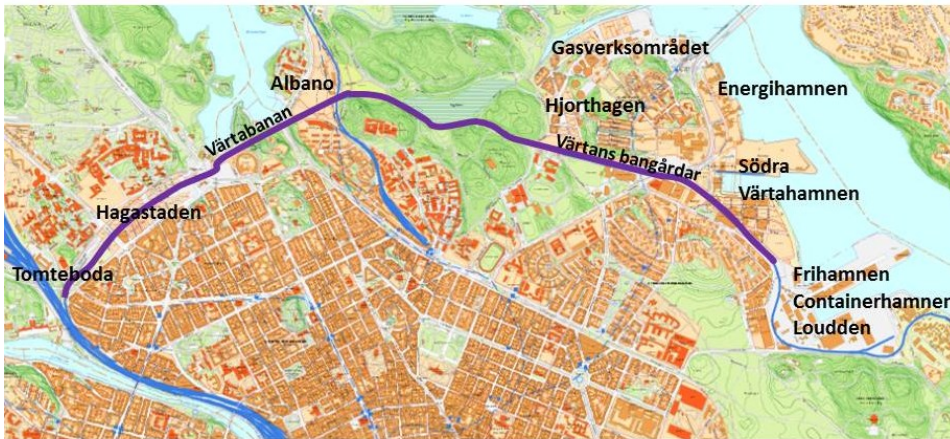 Gasverksområdet
Albano
Energihamnen
Hjorthagen
Värtabanan
Värtans bangårdar
Södra
Värtahamnen
Hagastaden
Tomteboda
Frihamnen
Containerhamnen
Loudden